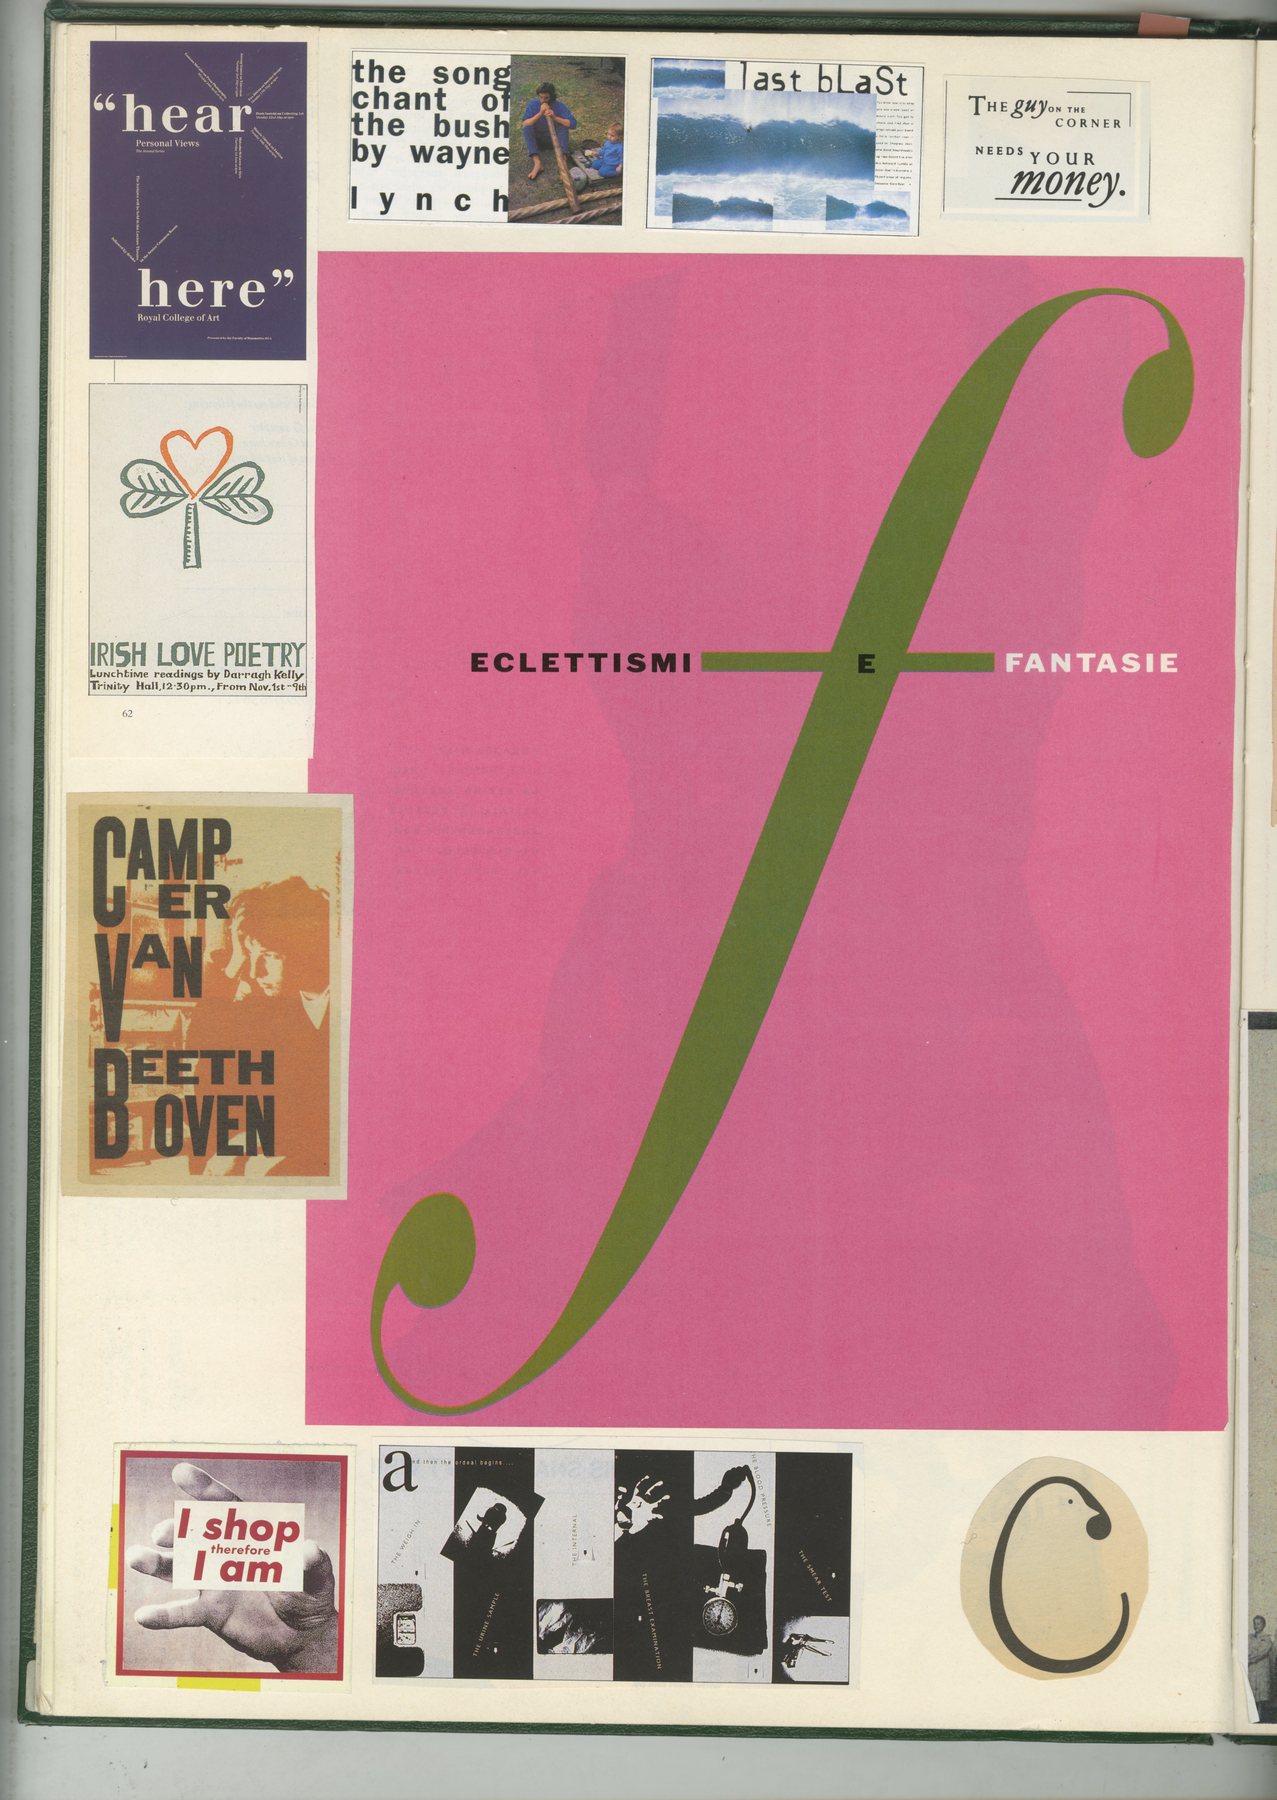 “hear
Personal Views
here”
Royal College of Art
the song
chant of
the bush
by wayne
lynch
last bLaSt
THE guy ON THE
CORNER
NEEDS YOUR
money.
IRISH LOVE POETRY
Lunchtime readings by Darragh Kelly
Trinity Hall, 12·30pm., From Nov. 1st-9th
62
ECLETTISMI E FANTASIE
f
CAMP
ER
VAN
BEETH
OVEN
I shop
therefore
I am
and then the ordeal begins...
THE WEIGH IN
THE URINE SAMPLE
THE INTERNAL
THE BREAST EXAMINATION
THE BLOOD PRESSURE
THE SMEAR TEST
C